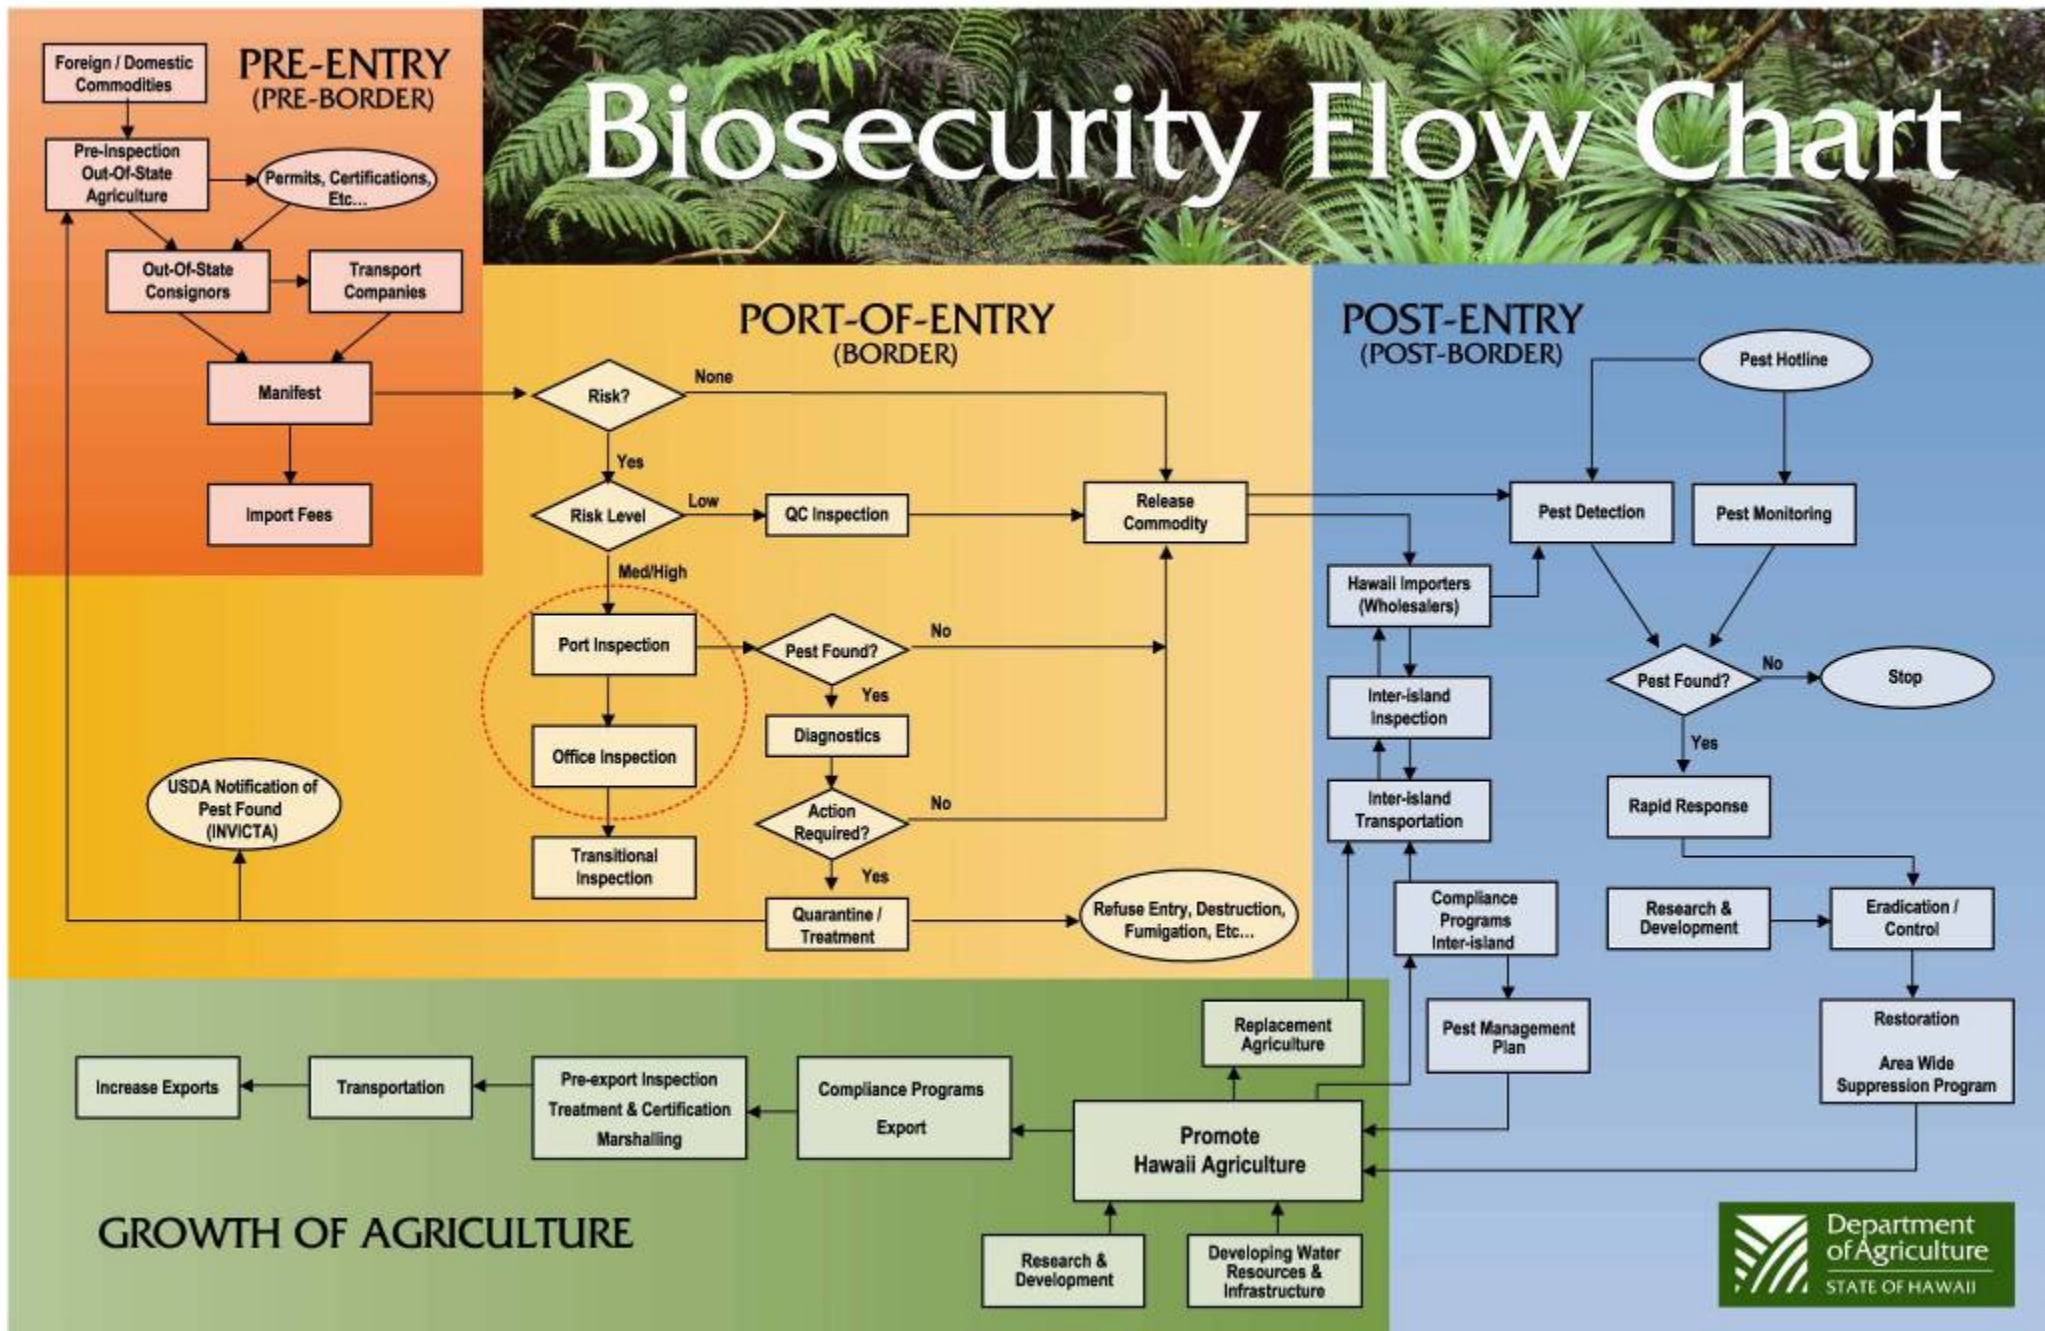 Biosecurity Flow Chart
PRE-ENTRY
(PRE-BORDER)
Foreign / Domestic
Commodities
Pre-Inspection
Out-Of-State
Agriculture
Permits, Certifications,
Etc...
Out-Of-State
Consignors
Transport
Companies
Manifest
Import Fees
PORT-OF-ENTRY
(BORDER)
Risk?
None
Yes
Risk Level
Low
QC Inspection
Release
Commodity
Med/High
Port Inspection
Pest Found?
No
Yes
Office Inspection
Diagnostics
Action
Required?
No
Yes
Transitional
Inspection
Quarantine /
Treatment
Refuse Entry, Destruction,
Fumigation, Etc...
USDA Notification of
Pest Found
(INVICTA)
POST-ENTRY
(POST-BORDER)
Pest Hotline
Pest Detection
Pest Monitoring
Hawaii Importers
(Wholesalers)
Pest Found?
No
Stop
Yes
Inter-island
Inspection
Inter-island
Transportation
Rapid Response
Compliance
Programs
Inter-island
Research &
Development
Eradication /
Control
Pest Management
Plan
Restoration
Area Wide
Suppression Program
Replacement
Agriculture
Increase Exports
Transportation
Pre-export Inspection
Treatment & Certification
Marshalling
Compliance Programs
Export
Promote
Hawaii Agriculture
GROWTH OF AGRICULTURE
Research &
Development
Developing Water
Resources &
Infrastructure
Department
of Agriculture
STATE OF HAWAII